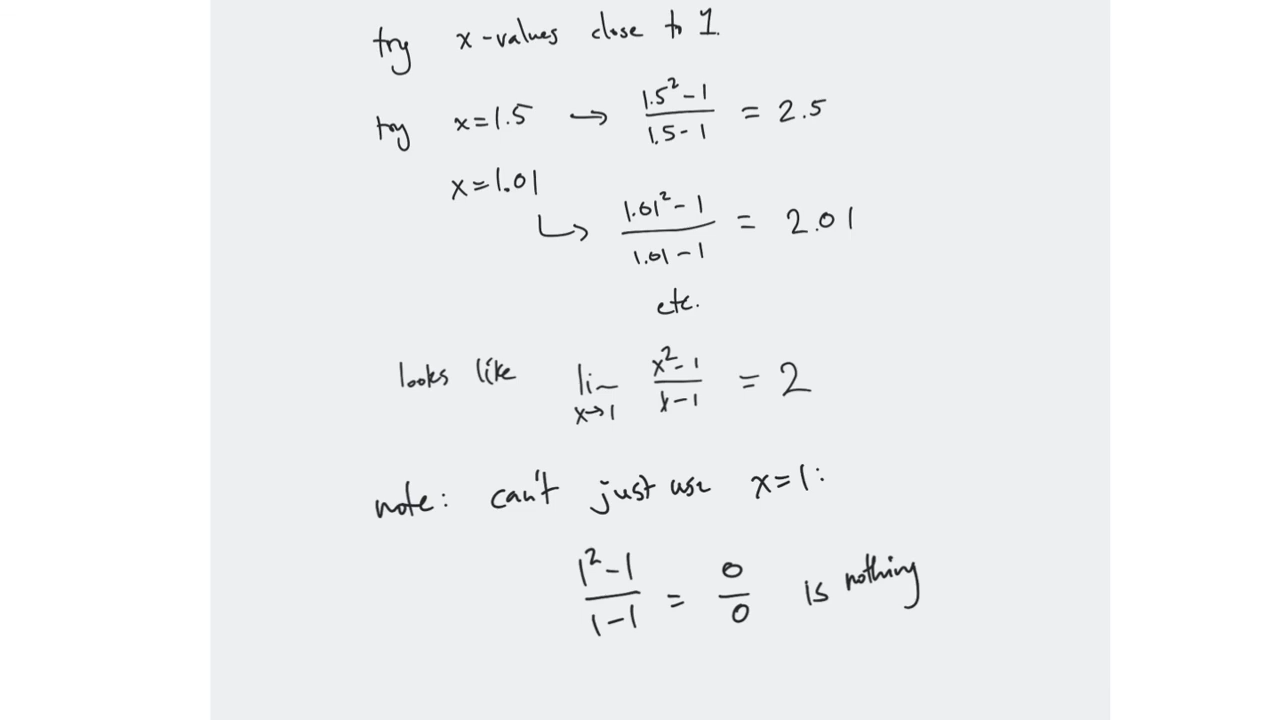 try x-values close to 1.
try x=1.5 → (1.5²-1)/(1.5-1) = 2.5
x=1.01
↳ (1.01²-1)/(1.01-1) = 2.01
etc.
looks like lim x→1 (x²-1)/(x-1) = 2
note: can't just use x=1:
(1²-1)/(1-1) = 0/0 is nothing